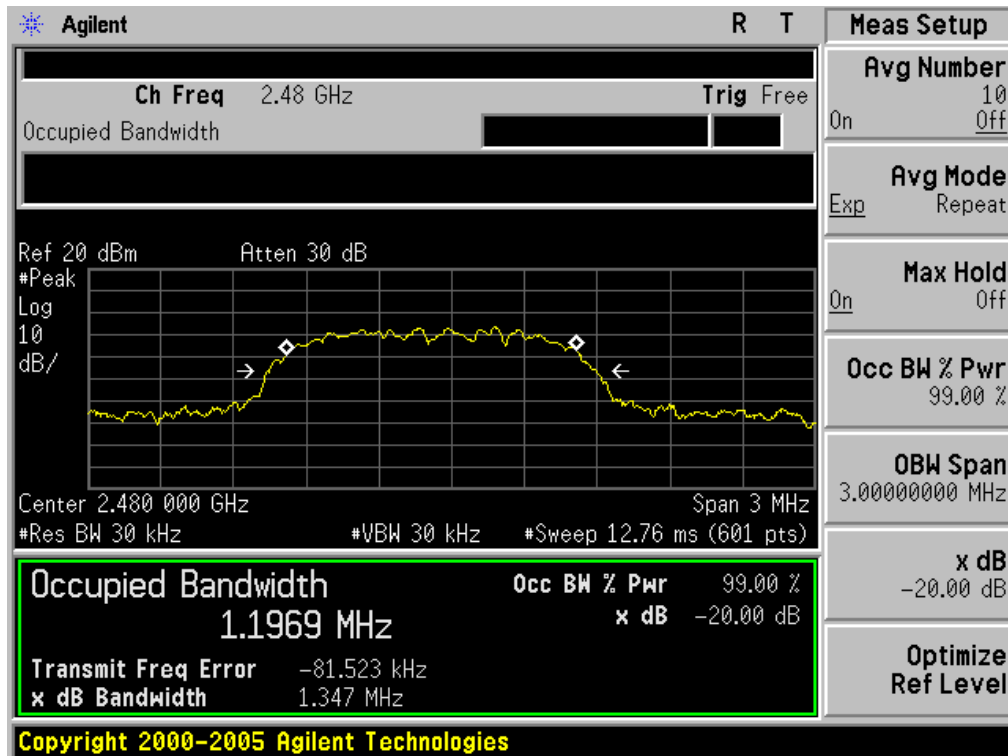 Agilent R T
Ch Freq 2.48 GHz Trig Free
Occupied Bandwidth
Ref 20 dBm Atten 30 dB
#Peak
Log
10
dB/
Center 2.480 000 GHz Span 3 MHz
#Res BW 30 kHz #VBW 30 kHz #Sweep 12.76 ms (601 pts)
Occupied Bandwidth Occ BW % Pwr 99.00 %
1.1969 MHz x dB -20.00 dB
Transmit Freq Error -81.523 kHz
x dB Bandwidth 1.347 MHz
Copyright 2000-2005 Agilent Technologies
Meas Setup
Avg Number
10
On Off
Avg Mode
Exp Repeat
Max Hold
On Off
Occ BW % Pwr
99.00 %
OBW Span
3.00000000 MHz
x dB
-20.00 dB
Optimize
Ref Level